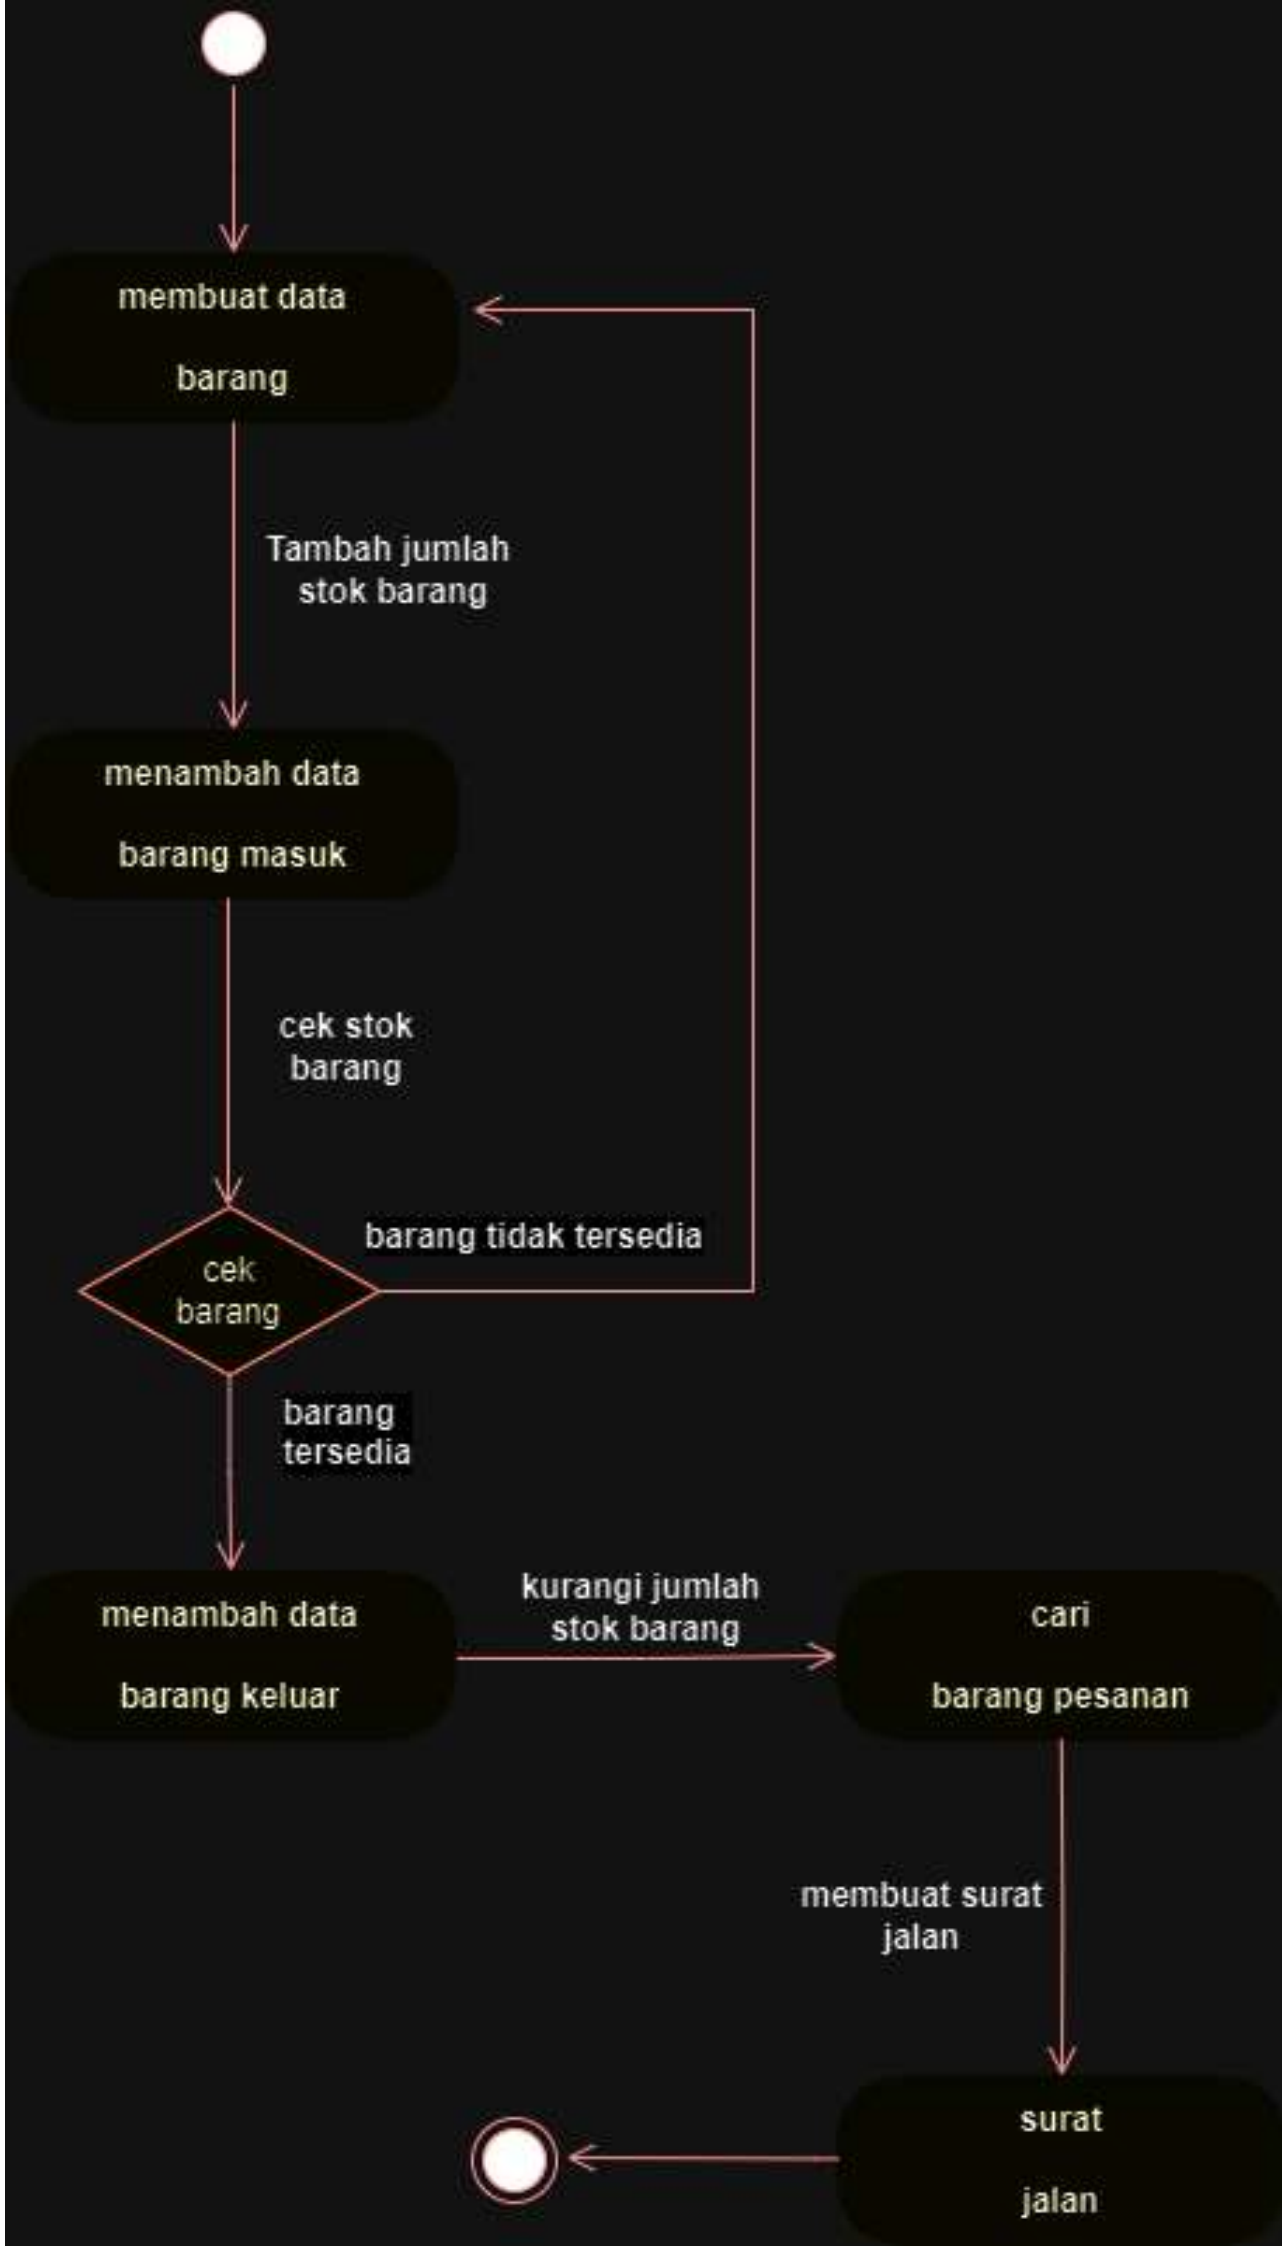 membuat data
barang
Tambah jumlah
stok barang
menambah data
barang masuk
cek stok
barang
barang tidak tersedia
cek
barang
barang
tersedia
menambah data
barang keluar
kurangi jumlah
stok barang
cari
barang pesanan
membuat surat
jalan
surat
jalan